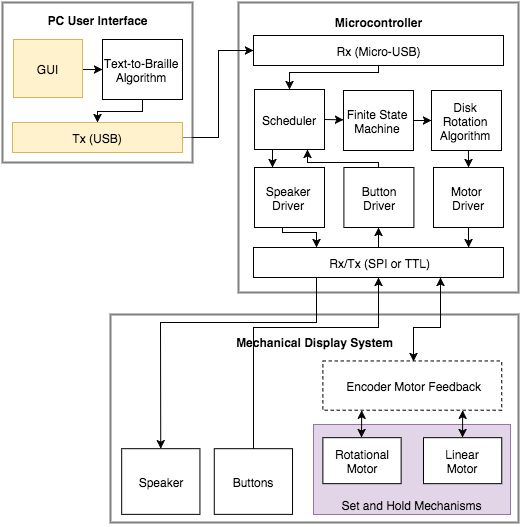 PC User Interface
GUI
Text-to-Braille
Algorithm
Tx (USB)
Microcontroller
Rx (Micro-USB)
Scheduler
Finite State
Machine
Disk
Rotation
Algorithm
Speaker
Driver
Button
Driver
Motor
Driver
Rx/Tx (SPI or TTL)
Mechanical Display System
Encoder Motor Feedback
Speaker
Buttons
Rotational
Motor
Linear
Motor
Set and Hold Mechanisms